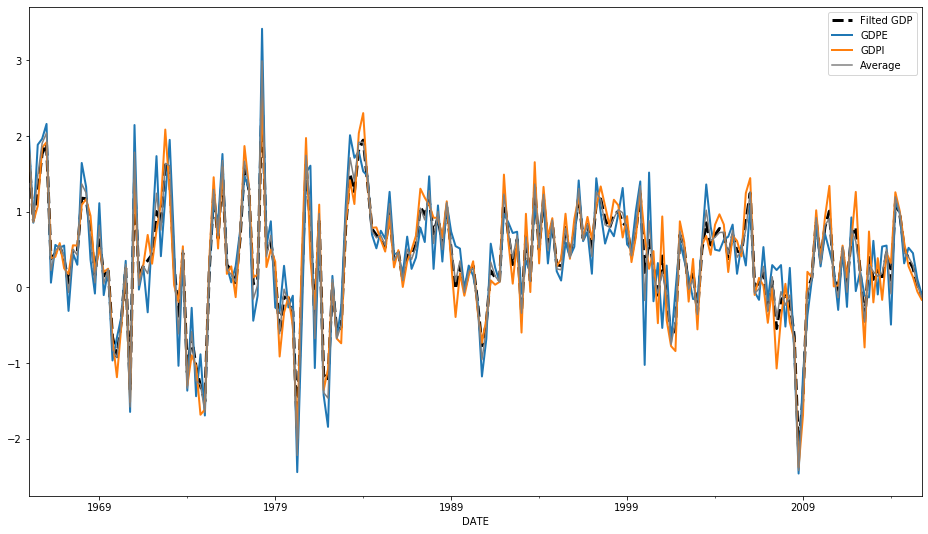 Filted GDP
GDPE
GDPI
Average
3
2
1
0
−1
−2
1969
1979
1989
1999
2009
DATE